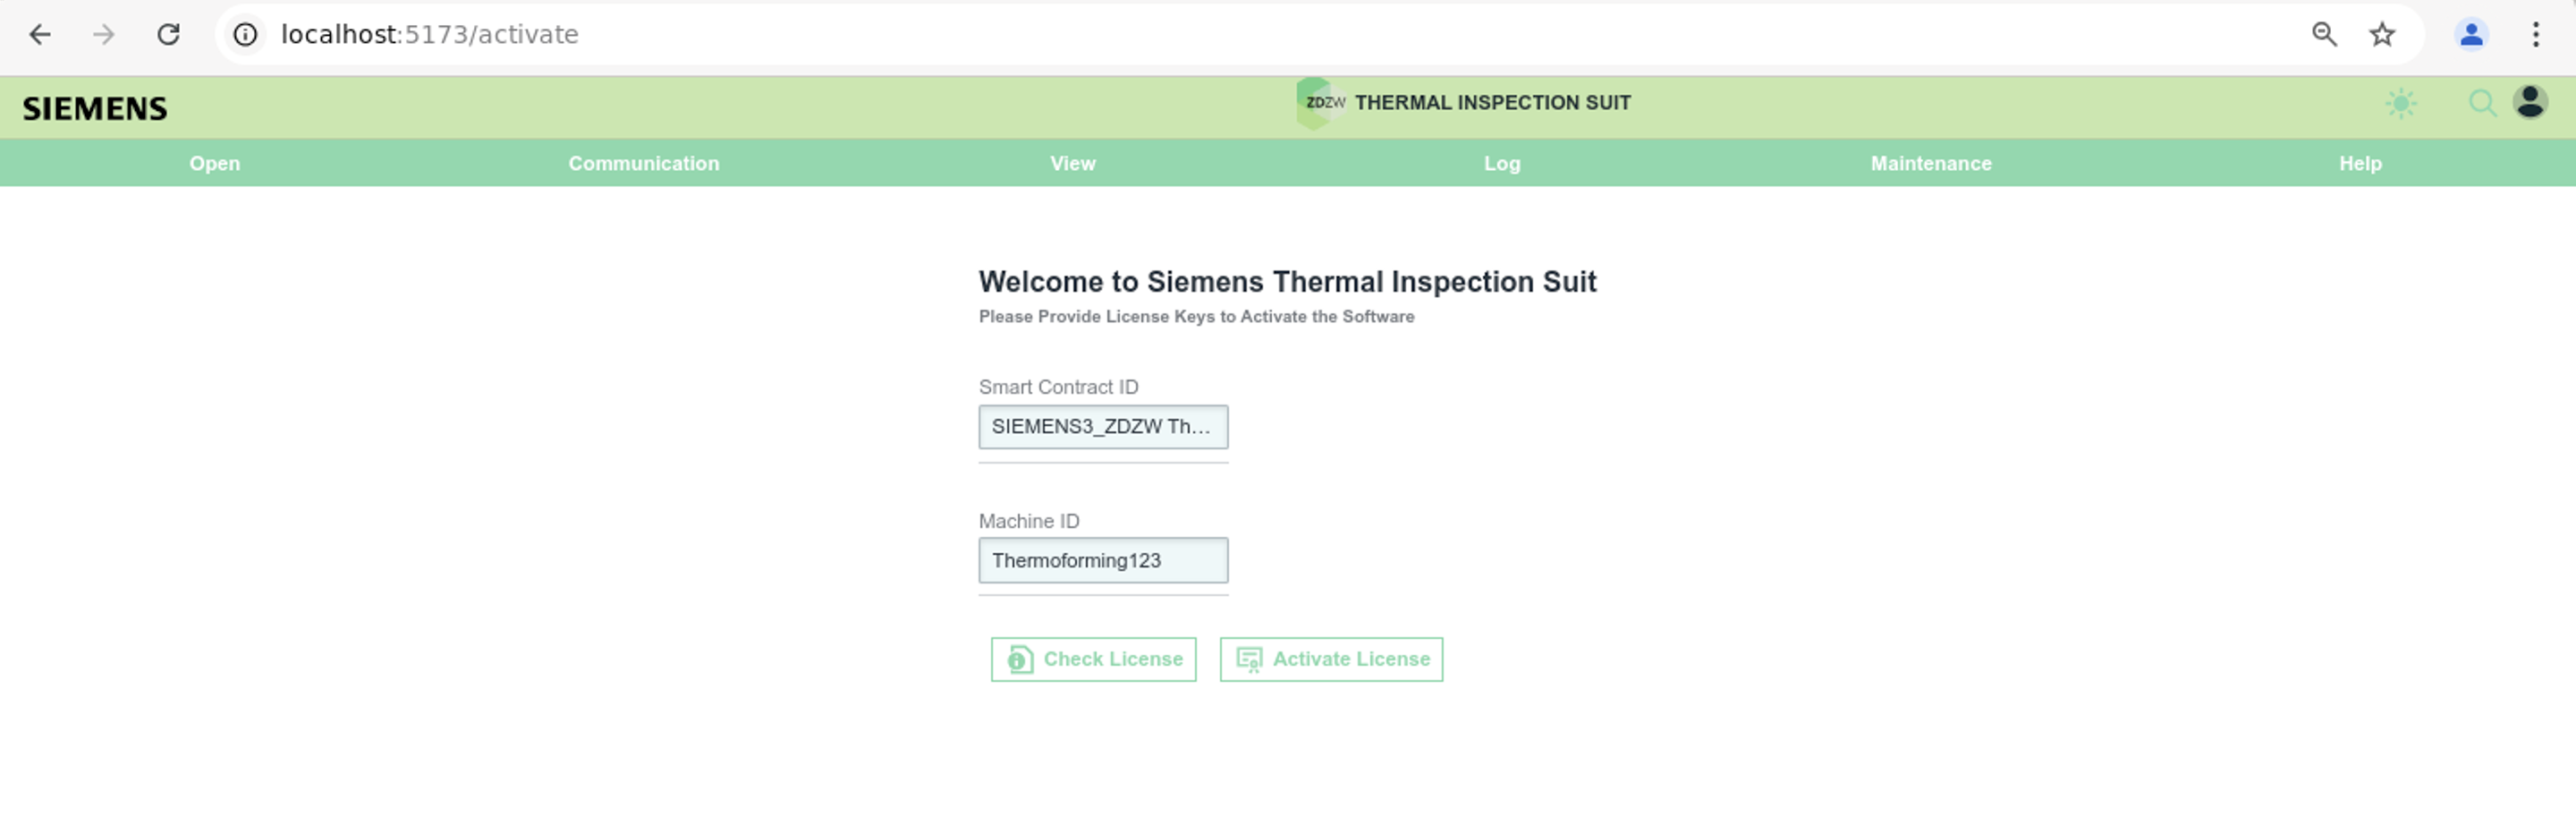 localhost:5173/activate
SIEMENS
ZDZW THERMAL INSPECTION SUIT
Open Communication View Log Maintenance Help
Welcome to Siemens Thermal Inspection Suit
Please Provide License Keys to Activate the Software
Smart Contract ID
SIEMENS3_ZDZW Th...
Machine ID
Thermoforming123
Check License Activate License